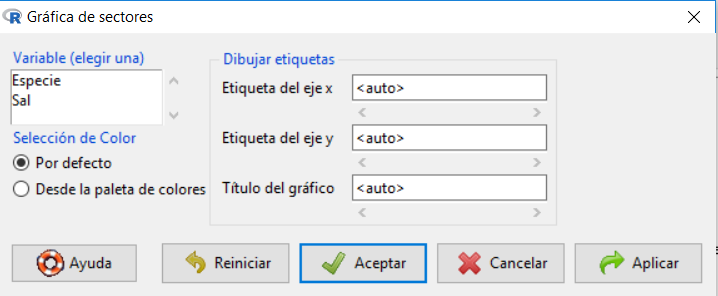 Gráfica de sectores
Variable (elegir una)
Especie
Sal
Selección de Color
Por defecto
Desde la paleta de colores
Dibujar etiquetas
Etiqueta del eje x
<auto>
Etiqueta del eje y
<auto>
Título del gráfico
<auto>
Ayuda
Reiniciar
Aceptar
Cancelar
Aplicar